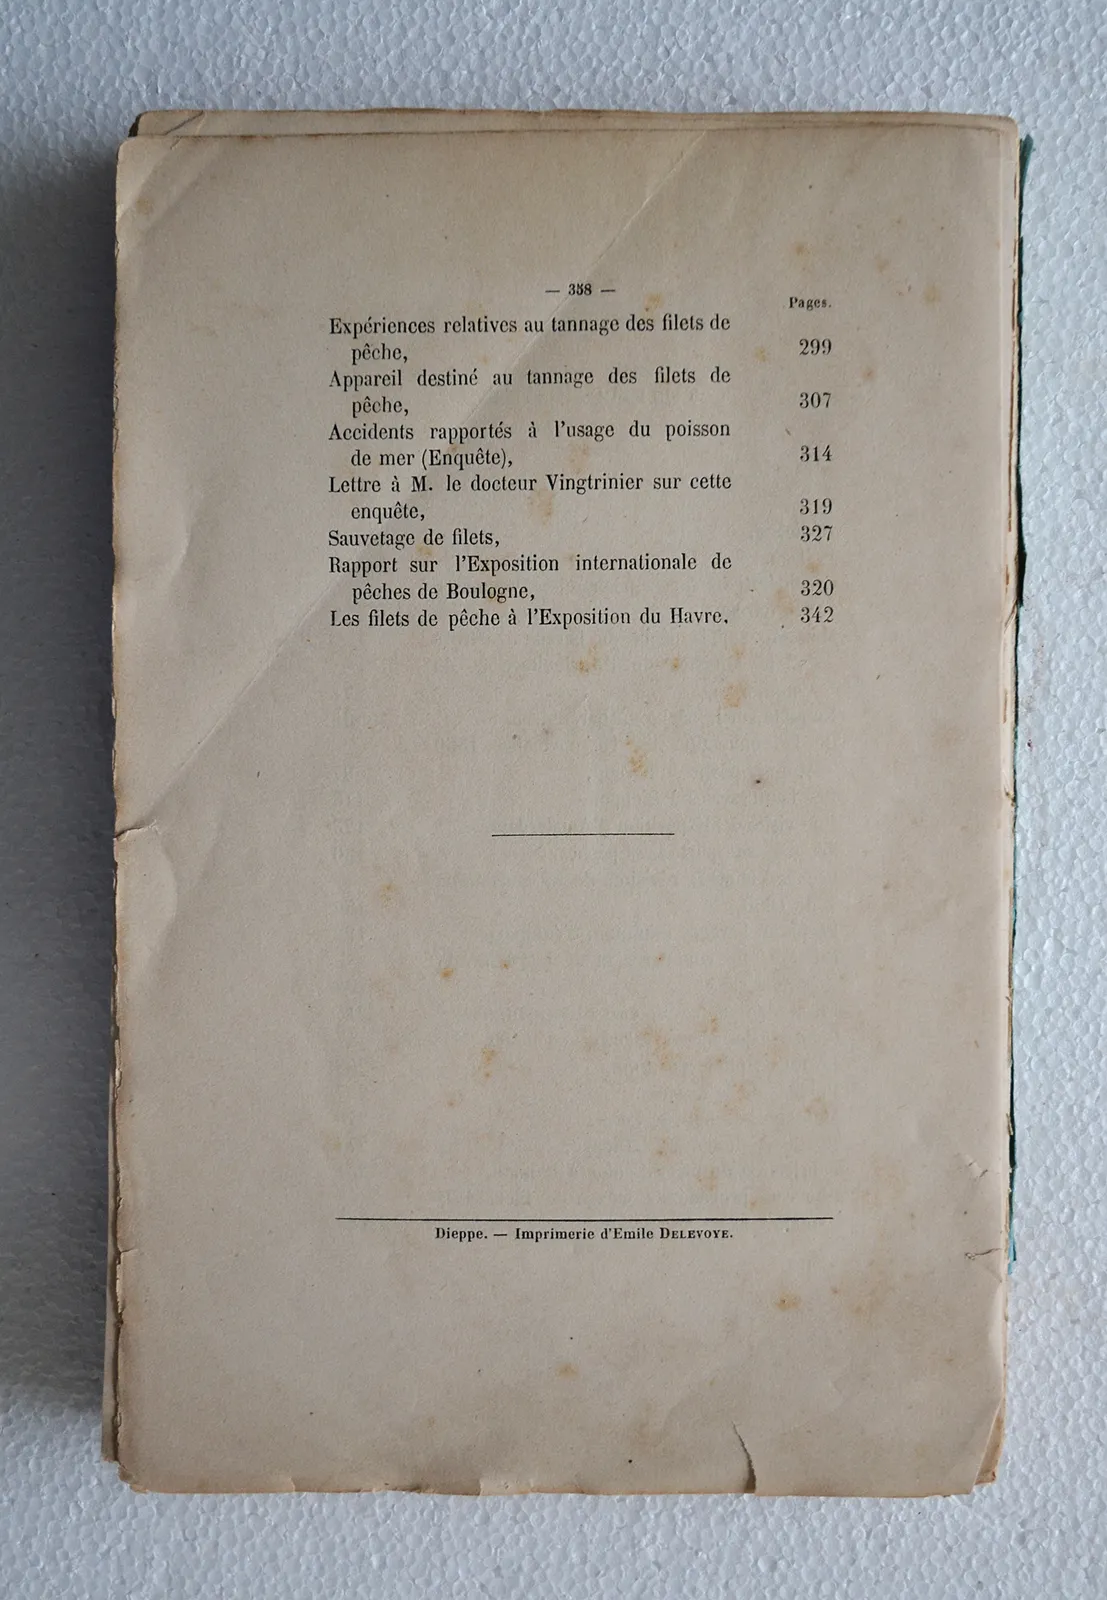 — 358 —
Pages.
Expériences relatives au tannage des filets de
pêche, 299
Appareil destiné au tannage des filets de
pêche, 307
Accidents rapportés à l'usage du poisson
de mer (Enquête), 314
Lettre à M. le docteur Vingtrinier sur cette
enquête, 319
Sauvetage de filets, 327
Rapport sur l'Exposition internationale de
pêches de Boulogne, 320
Les filets de pêche à l'Exposition du Havre. 342
Dieppe. — Imprimerie d'Emile DELEVOYE.